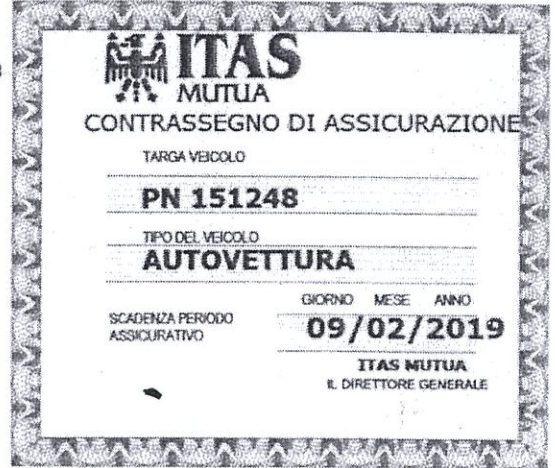 ITAS
MUTUA
CONTRASSEGNO DI ASSICURAZIONE
TARGA VEICOLO
PN 151248
TIPO DEL VEICOLO
AUTOVETTURA
GIORNO MESE ANNO
SCADENZA PERIODO
ASSICURATIVO
09/02/2019
ITAS MUTUA
IL DIRETTORE GENERALE